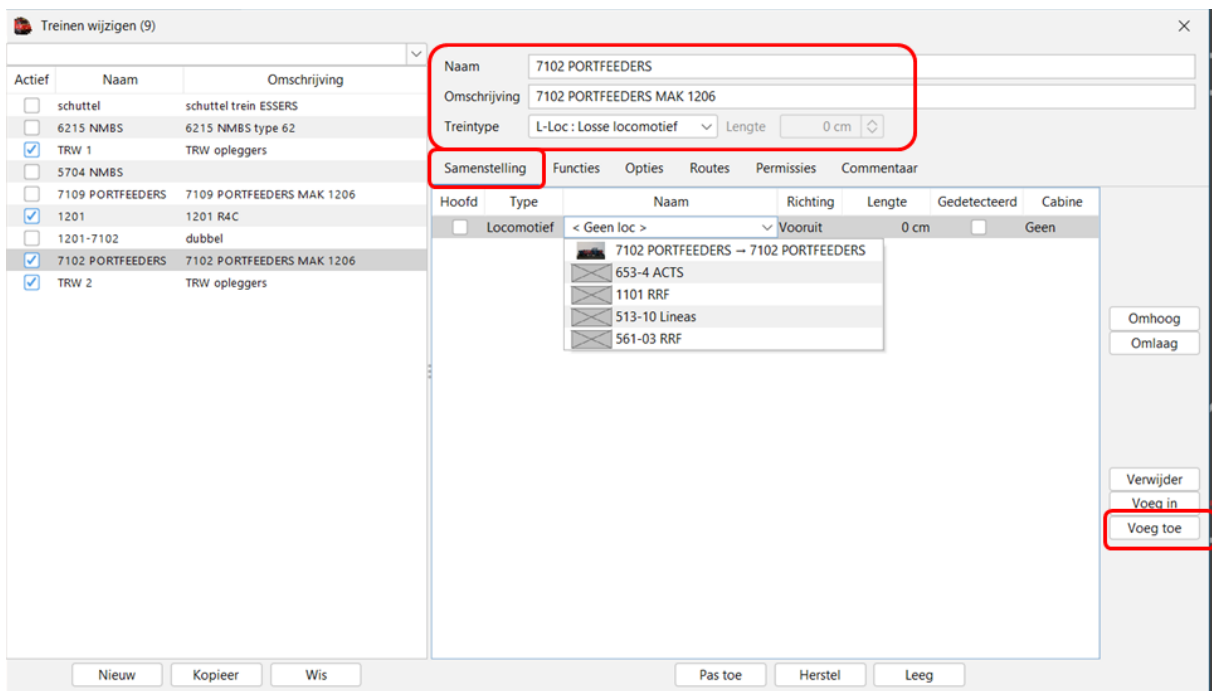 Treinen wijzigen (9)
Actief Naam Omschrijving
schuttel schuttel trein ESSERS
6215 NMBS 6215 NMBS type 62
TRW 1 TRW opleggers
5704 NMBS
7109 PORTFEEDERS 7109 PORTFEEDERS MAK 1206
1201 1201 R4C
1201-7102 dubbel
7102 PORTFEEDERS 7102 PORTFEEDERS MAK 1206
TRW 2 TRW opleggers
Nieuw Kopieer Wis
Naam 7102 PORTFEEDERS
Omschrijving 7102 PORTFEEDERS MAK 1206
Treintype L-Loc : Losse locomotief Lengte 0 cm
Samenstelling Functies Opties Routes Permissies Commentaar
Hoofd Type Naam Richting Lengte Gedetecteerd Cabine
Locomotief < Geen loc > Vooruit 0 cm Geen
7102 PORTFEEDERS → 7102 PORTFEEDERS
653-4 ACTS
1101 RRF
513-10 Lineas
561-03 RRF
Omhoog
Omlaag
Verwijder
Voeg in
Voeg toe
Pas toe Herstel Leeg